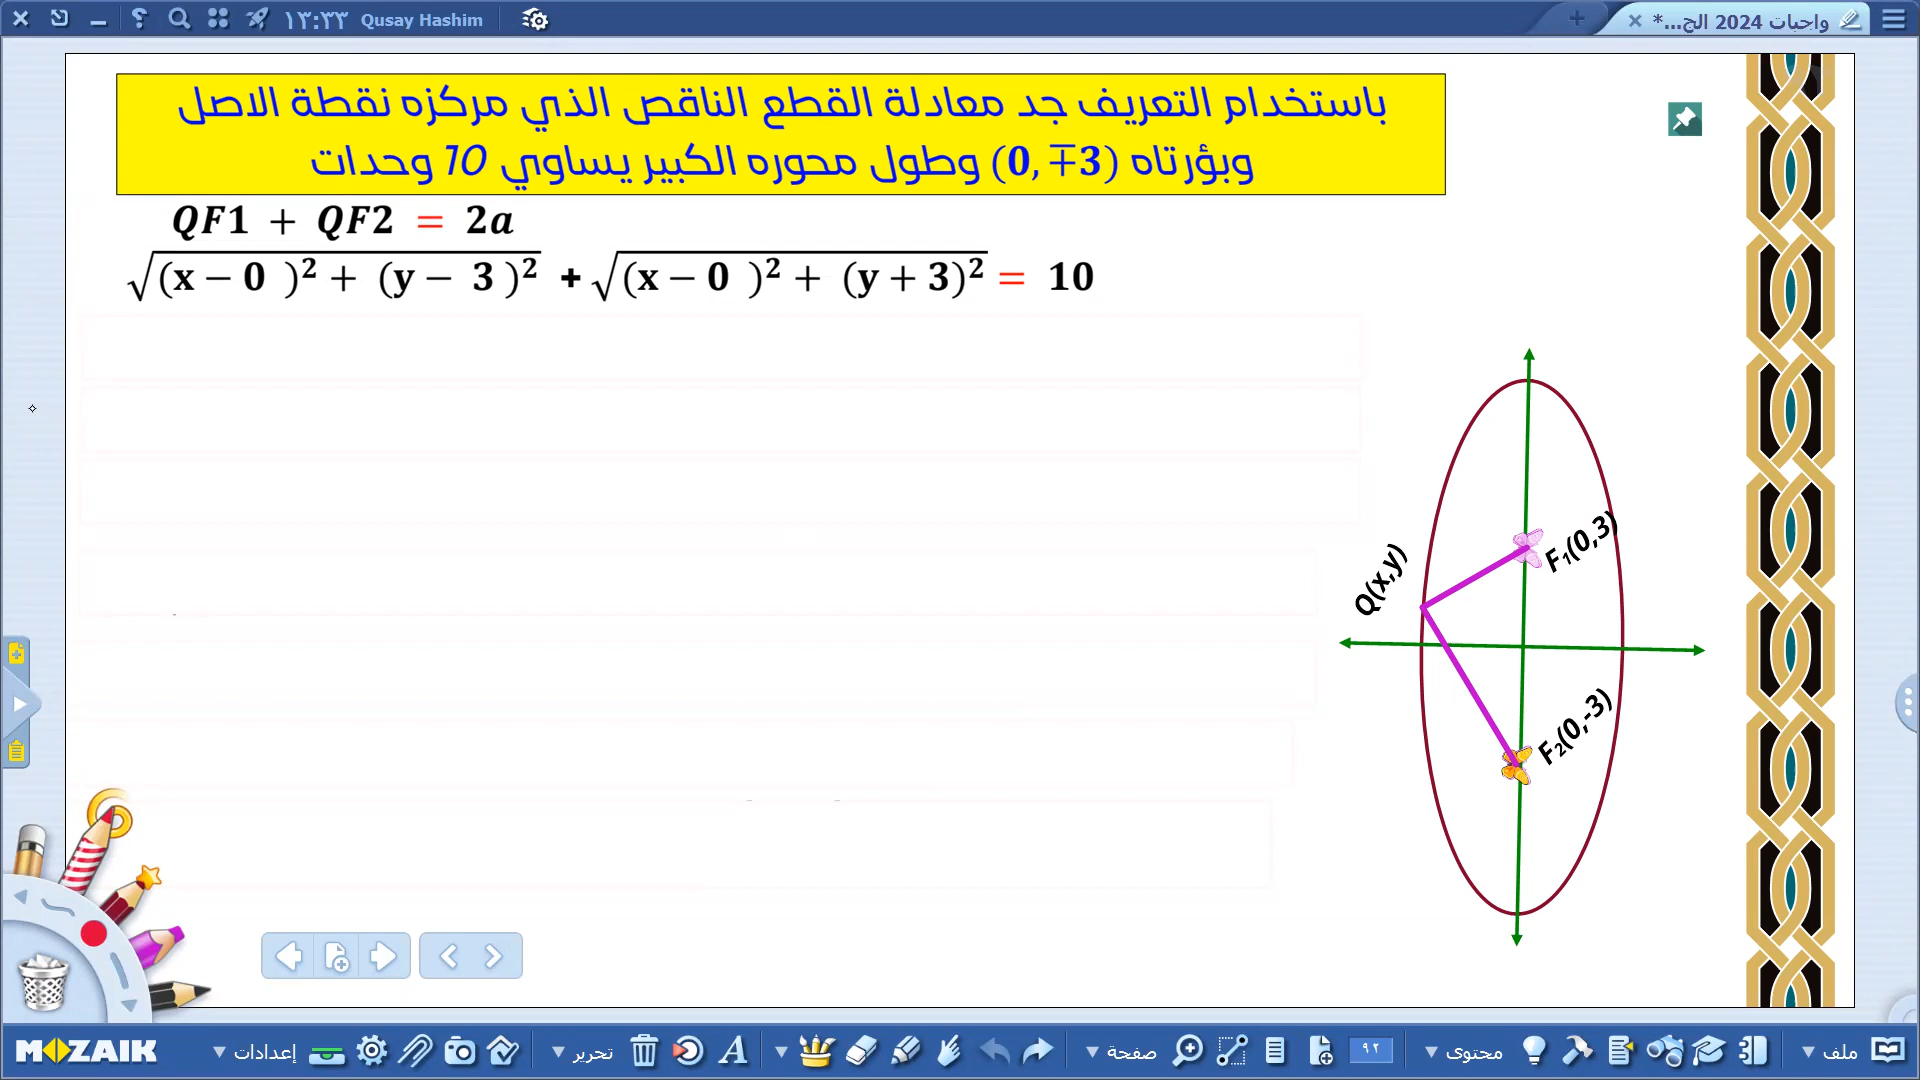 ١٣:٣٣ Qusay Hashim
واجبات 2024 الج...*
باستخدام التعريف جد معادلة القطع الناقص الذي مركزه نقطة الاصل
وبؤرتاه (0, ∓3) وطول محوره الكبير يساوي 10 وحدات
QF1 + QF2 = 2a
√(x − 0 )² + (y − 3 )² + √(x − 0 )² + (y + 3)² = 10
Q(x,y)
F₁(0,3)
F₂(0,-3)
MOZAIK
إعدادات
تحرير
صفحة
٩٢
محتوى
ملف